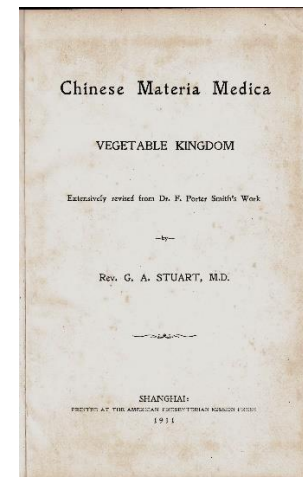 Chinese Materia Medica
VEGETABLE KINGDOM
Extensively revised from Dr. F. Porter Smith's Work
—by—
Rev. G. A. STUART, M.D.
SHANGHAI:
PRINTED AT THE AMERICAN PRESBYTERIAN MISSION PRESS
1911